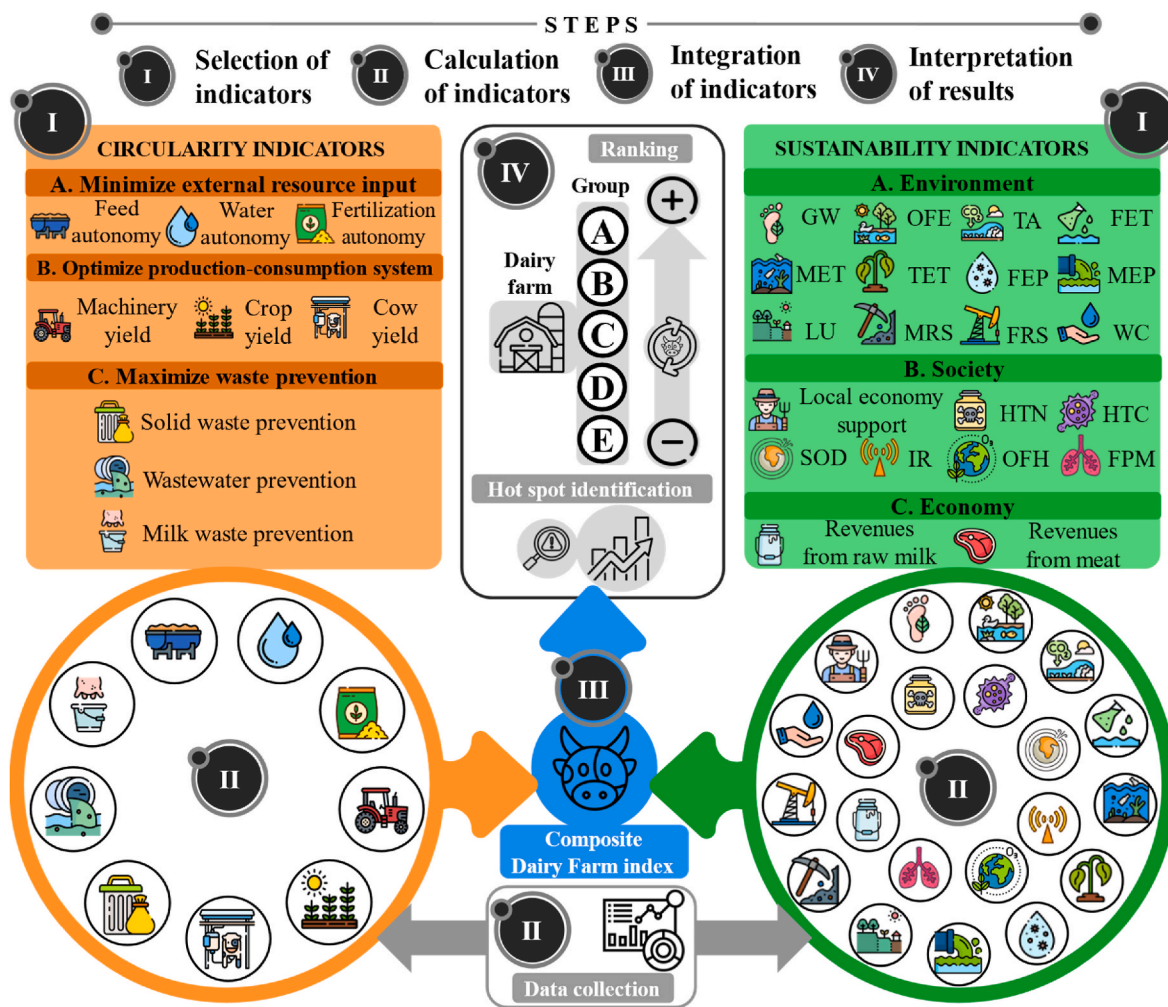 STEPS
I
Selection of
indicators
II
Calculation
of indicators
III
Integration
of indicators
IV
Interpretation
of results
I
CIRCULARITY INDICATORS
A. Minimize external resource input
Feed
autonomy
Water
autonomy
Fertilization
autonomy
B. Optimize production-consumption system
Machinery
yield
Crop
yield
Cow
yield
C. Maximize waste prevention
Solid waste prevention
Wastewater prevention
Milk waste prevention
IV
Ranking
Group
A
B
C
D
E
Dairy
farm
+
−
Hot spot identification
I
SUSTAINABILITY INDICATORS
A. Environment
GW
OFE
CO2
TA
FET
MET
TET
FEP
MEP
LU
MRS
FRS
WC
B. Society
Local economy
support
HTN
HTC
SOD
IR
O3
OFH
FPM
C. Economy
Revenues
from raw milk
Revenues
from meat
II
III
Composite
Dairy Farm index
II
CO2
O3
II
Data collection